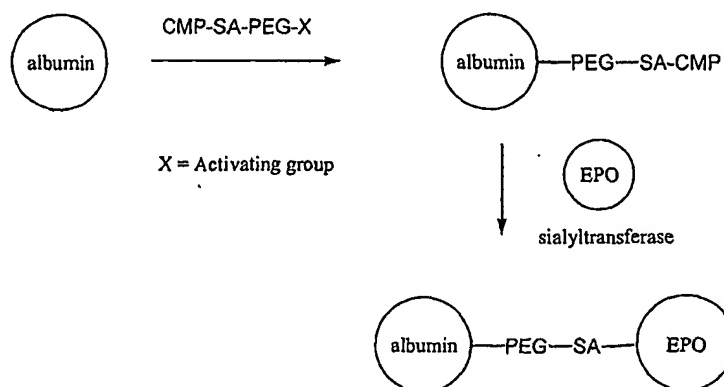 albumin
CMP-SA-PEG-X
X = Activating group
albumin
PEG
SA-CMP
EPO
sialyltransferase
albumin
PEG
SA
EPO